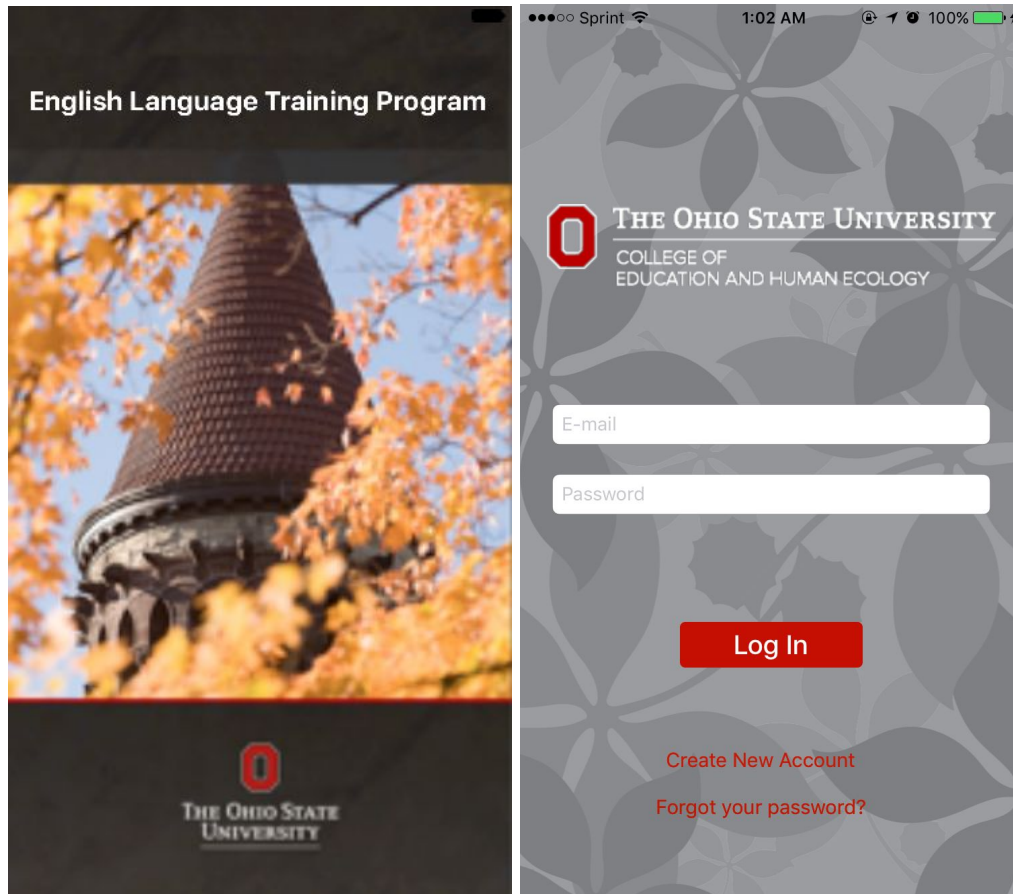 English Language Training Program
THE OHIO STATE
UNIVERSITY
Sprint 1:02 AM 100%
THE OHIO STATE UNIVERSITY
COLLEGE OF
EDUCATION AND HUMAN ECOLOGY
E-mail
Password
Log In
Create New Account
Forgot your password?